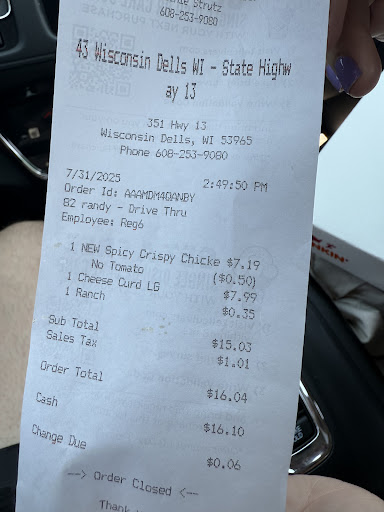 Strutz
608-253-9080
43 Wisconsin Dells WI - State Highw
ay 13
351 Hwy 13
Wisconsin Dells, WI 53965
Phone 608-253-9080
7/31/2025 2:49:50 PM
Order Id: AAAMDM4QANBY
82 randy - Drive Thru
Employee: Reg6
1 NEW Spicy Crispy Chicke $7.19
No Tomato ($0.50)
1 Cheese Curd LG $7.99
1 Ranch $0.35
Sub Total $15.03
Sales Tax $1.01
Order Total $16.04
Cash $16.10
Change Due $0.06
--> Order Closed <--
Thank